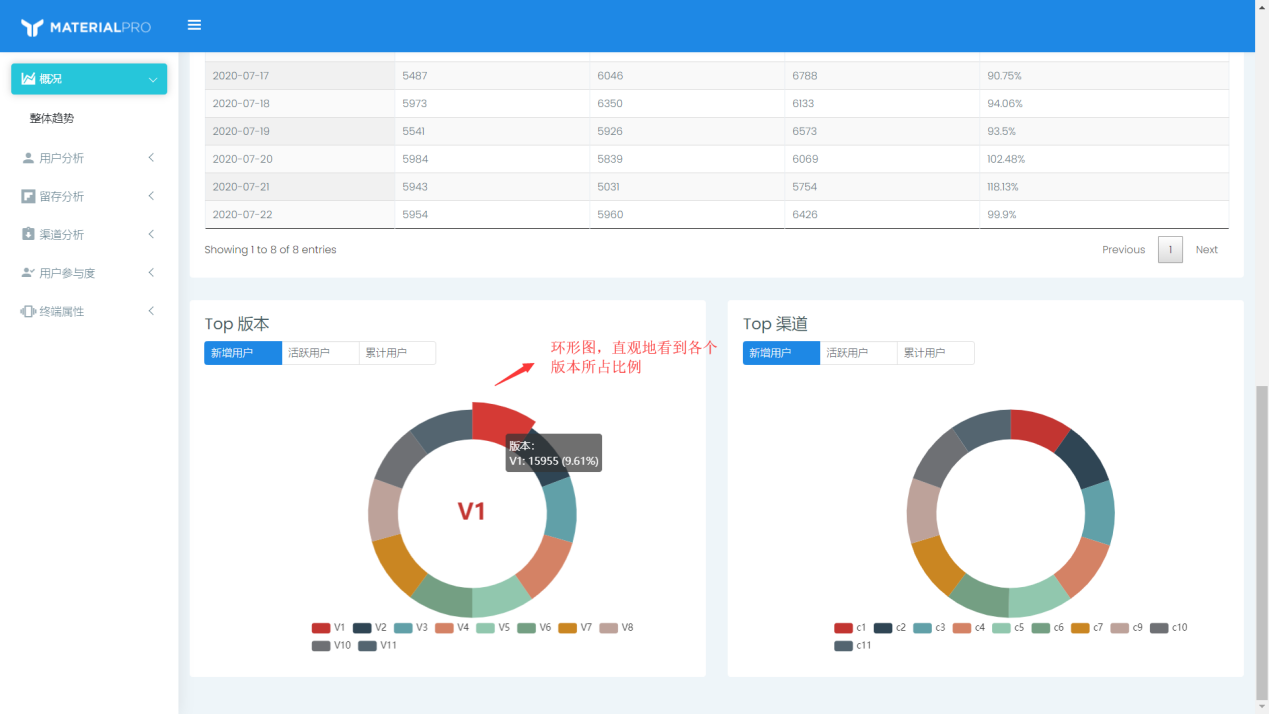 MATERIALPRO
概况
整体趋势
用户分析
留存分析
渠道分析
用户参与度
终端属性
2020-07-17 5487 6046 6788 90.75%
2020-07-18 5973 6350 6133 94.06%
2020-07-19 5541 5926 6573 93.5%
2020-07-20 5984 5839 6069 102.48%
2020-07-21 5943 5031 5754 118.13%
2020-07-22 5954 5960 6426 99.9%
Showing 1 to 8 of 8 entries
Previous 1 Next
Top 版本
新增用户 活跃用户 累计用户
环形图，直观地看到各个
版本所占比例
版本:
V1: 15955 (9.61%)
V1
V1 V2 V3 V4 V5 V6 V7 V8
V10 V11
Top 渠道
新增用户 活跃用户 累计用户
c1 c2 c3 c4 c5 c6 c7 c9 c10
c11